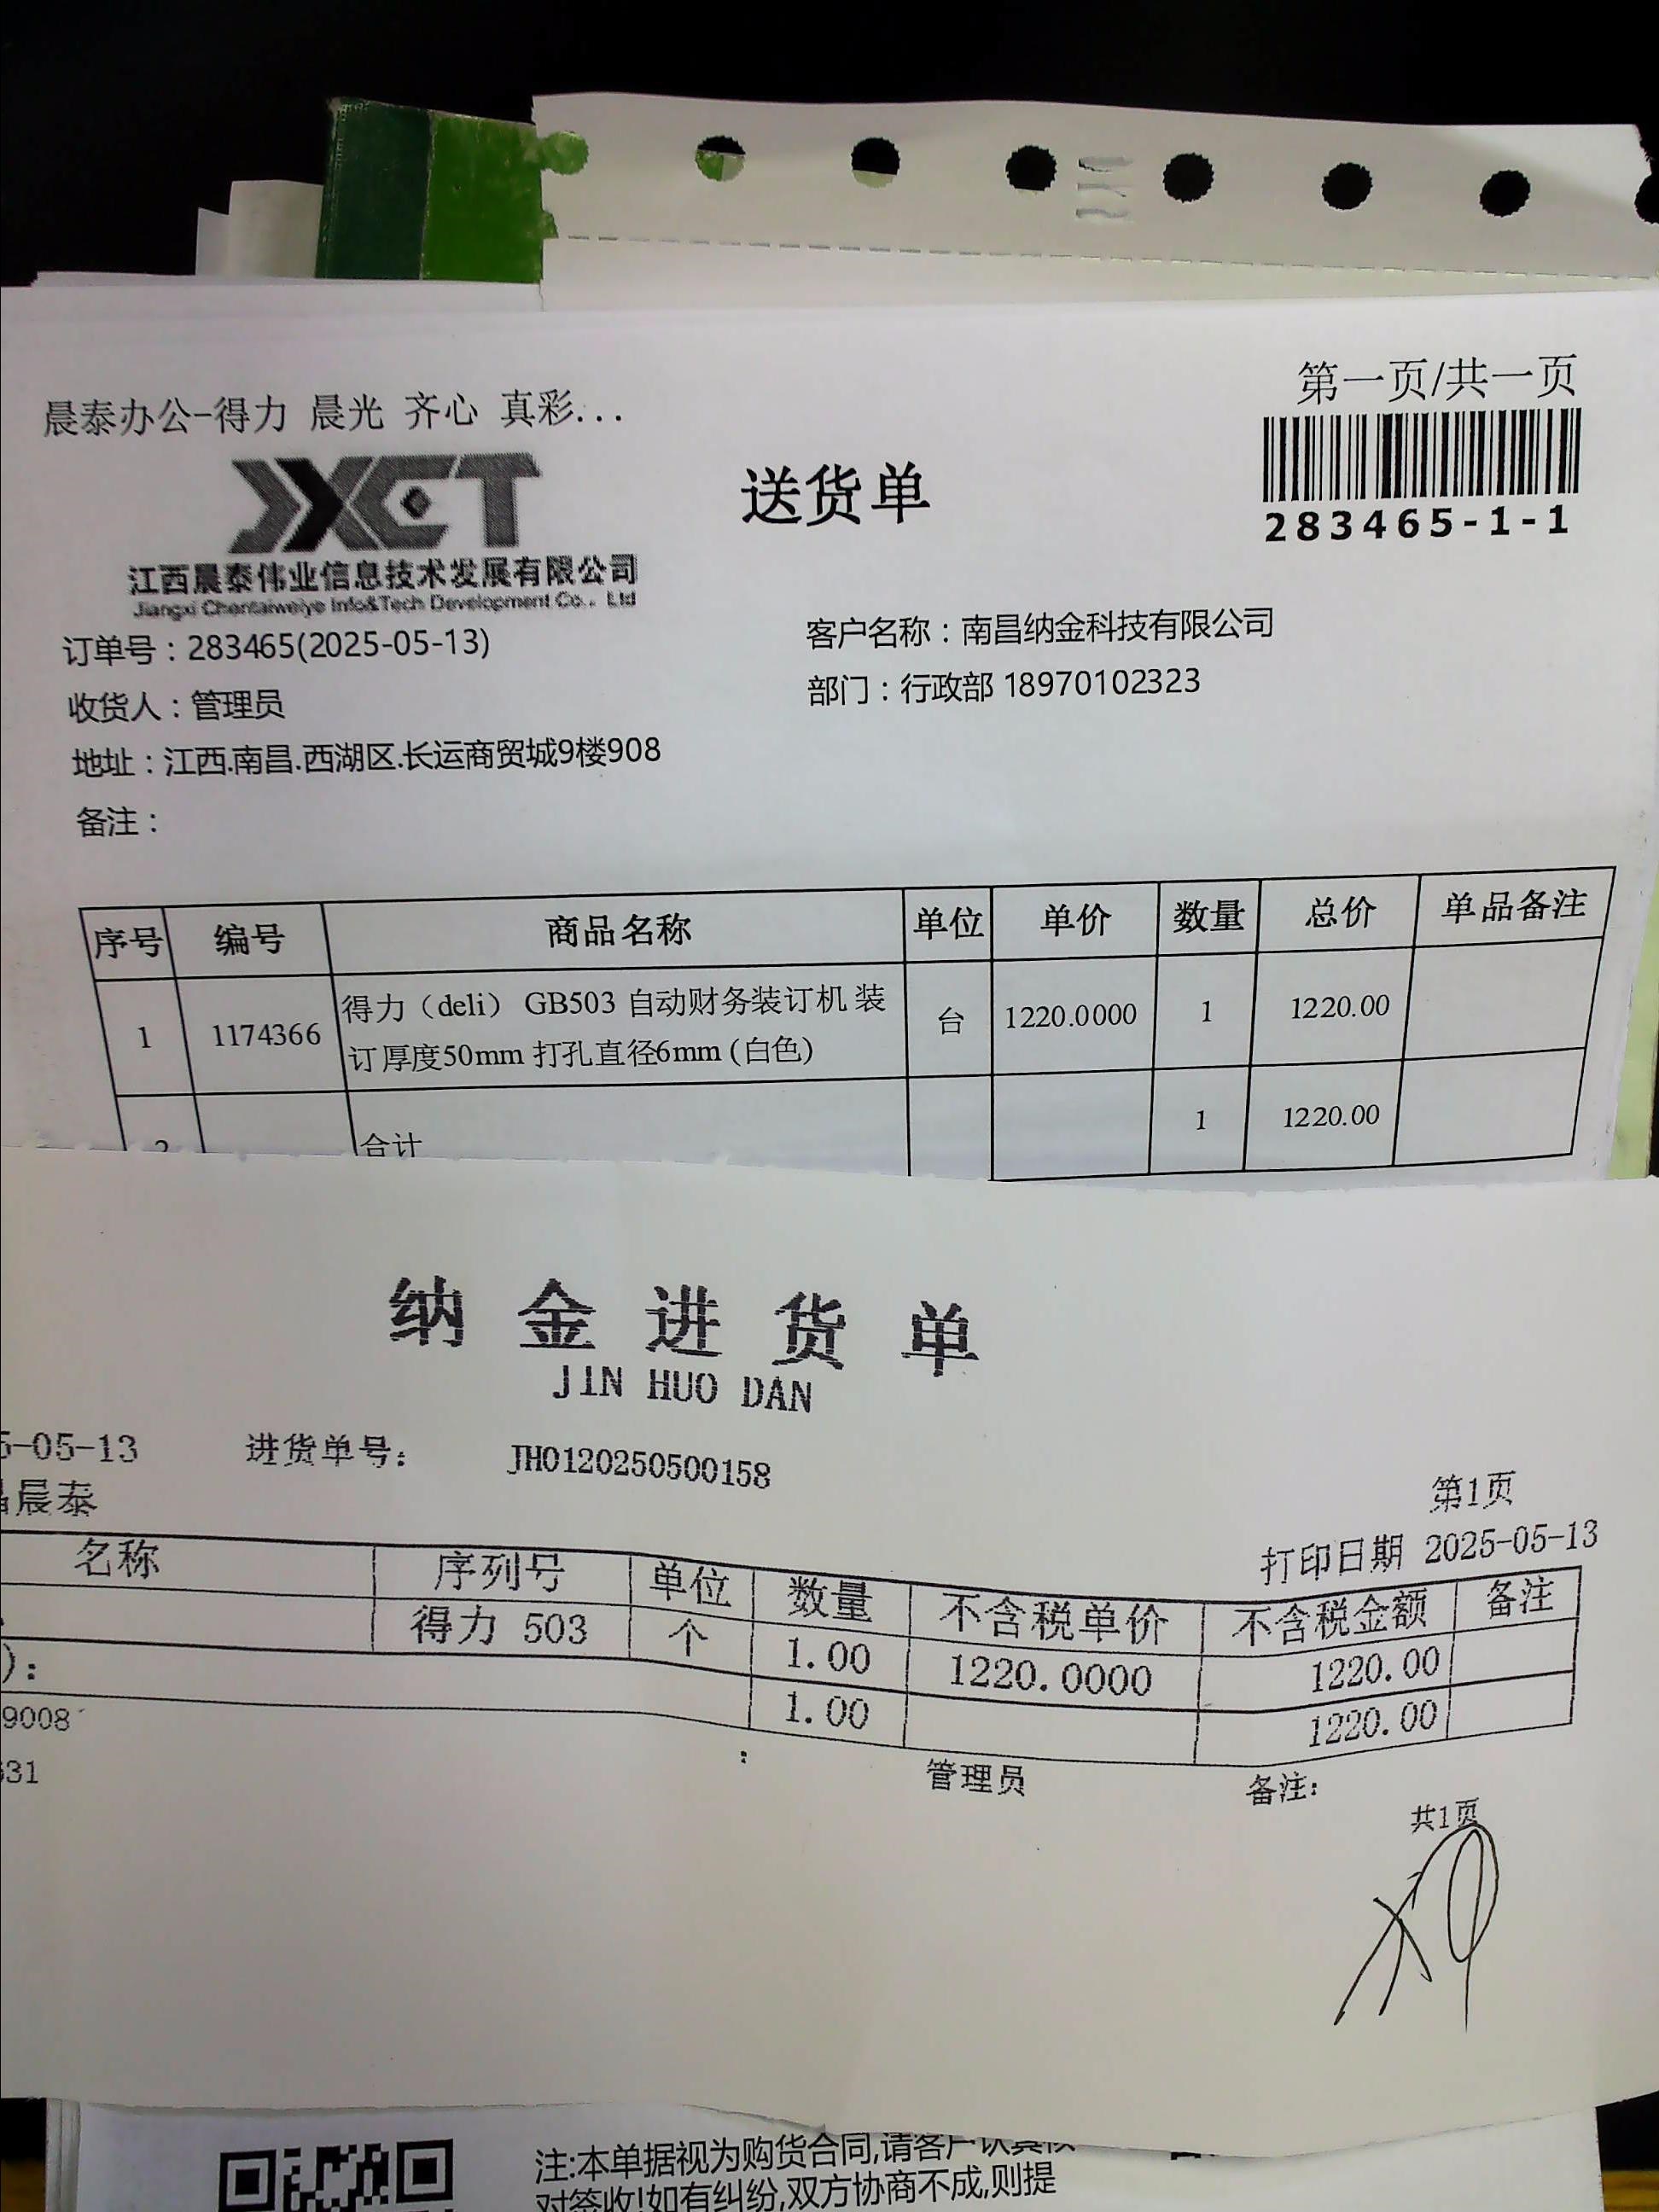 第一页/共一页
晨泰办公-得力 晨光 齐心 真彩...
JXCT
送货单
283465-1-1
江西晨泰伟业信息技术发展有限公司
Jiangxi Chentaiweiye Info&Tech Development Co., Ltd
订单号：283465(2025-05-13)
客户名称：南昌纳金科技有限公司
收货人：管理员
部门：行政部 18970102323
地址：江西.南昌.西湖区.长运商贸城9楼908
备注：
序号 编号 商品名称 单位 单价 数量 总价 单品备注
1 1174366 得力（deli） GB503 自动财务装订机 装 台 1220.0000 1 1220.00
订厚度50mm 打孔直径6mm (白色)
2 合计 1 1220.00
纳金进货单
JIN HUO DAN
5-05-13 进货单号： JH0120250500158
晨泰
第1页
打印日期 2025-05-13
名称 序列号 单位 数量 不含税单价 不含税金额 备注
得力 503 个 1.00 1220.0000 1220.00
): 1.00 1220.00
9008
631 : 管理员 备注：
共1页
注:本单据视为购货合同,请客户认真核
对签收!如有纠纷,双方协商不成,则提